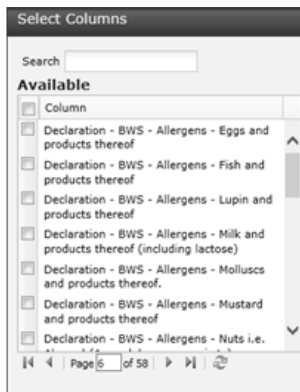 Select Columns
Search
Available
Column
Declaration - BWS - Allergens - Eggs and
products thereof
Declaration - BWS - Allergens - Fish and
products thereof
Declaration - BWS - Allergens - Lupin and
products thereof
Declaration - BWS - Allergens - Milk and
products thereof (including lactose)
Declaration - BWS - Allergens - Molluscs
and products thereof.
Declaration - BWS - Allergens - Mustard
and products thereof
Declaration - BWS - Allergens - Nuts i.e.
Page 6 of 58